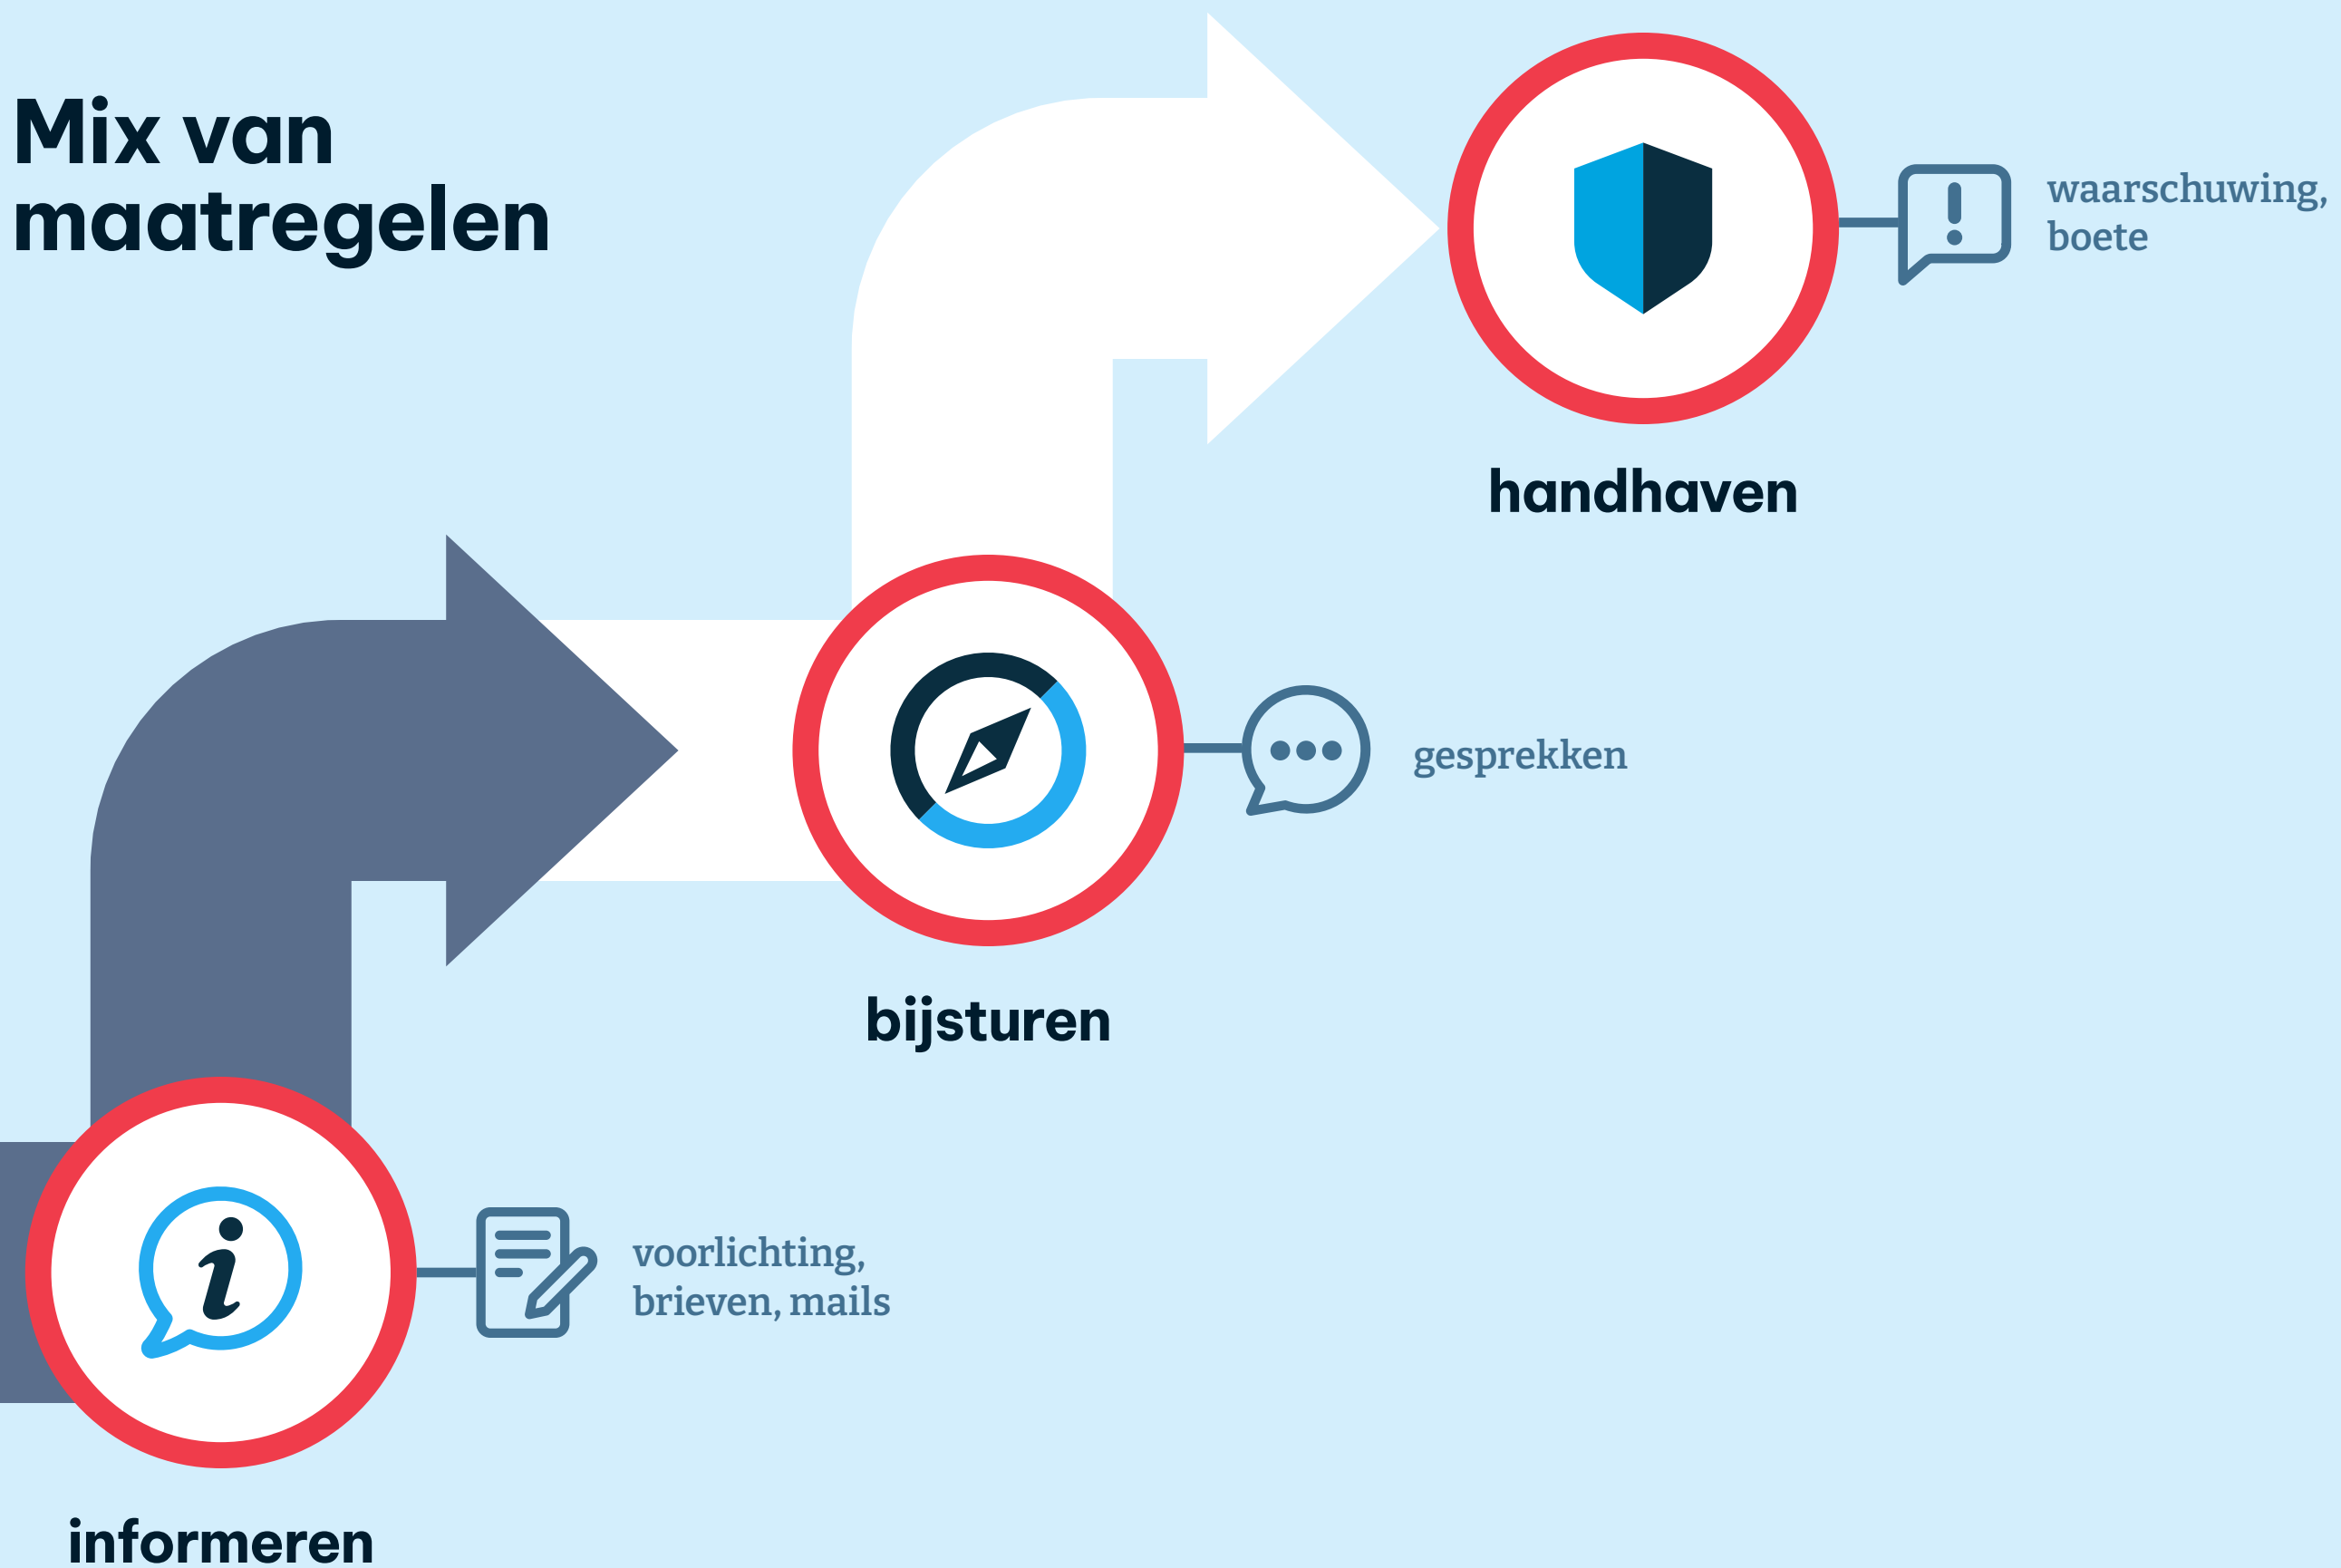 Mix van
maatregelen
waarschuwing,
boete
handhaven
gesprekken
bijsturen
voorlichting,
brieven, mails
informeren